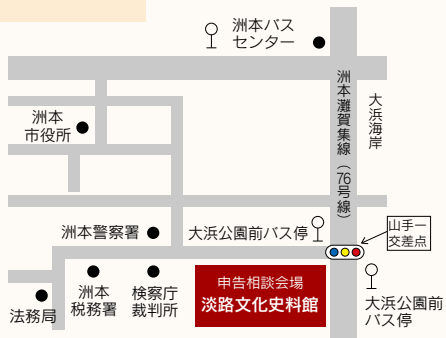 洲本バス
センター
洲本灘賀集線（76号線）
大浜海岸
洲本
市役所
洲本警察署
大浜公園前バス停
山手一
交差点
申告相談会場
淡路文化史料館
法務局
洲本
税務署
検察庁
裁判所
大浜公園前
バス停